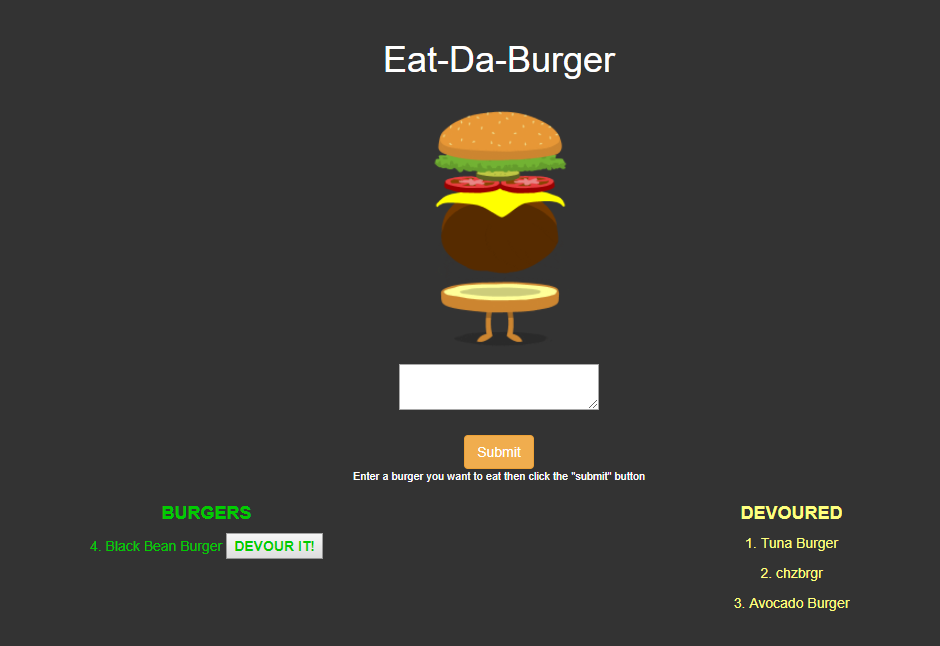 Eat-Da-Burger
Submit
Enter a burger you want to eat then click the "submit" button
BURGERS
4. Black Bean Burger DEVOUR IT!
DEVOURED
1. Tuna Burger
2. chzbrgr
3. Avocado Burger